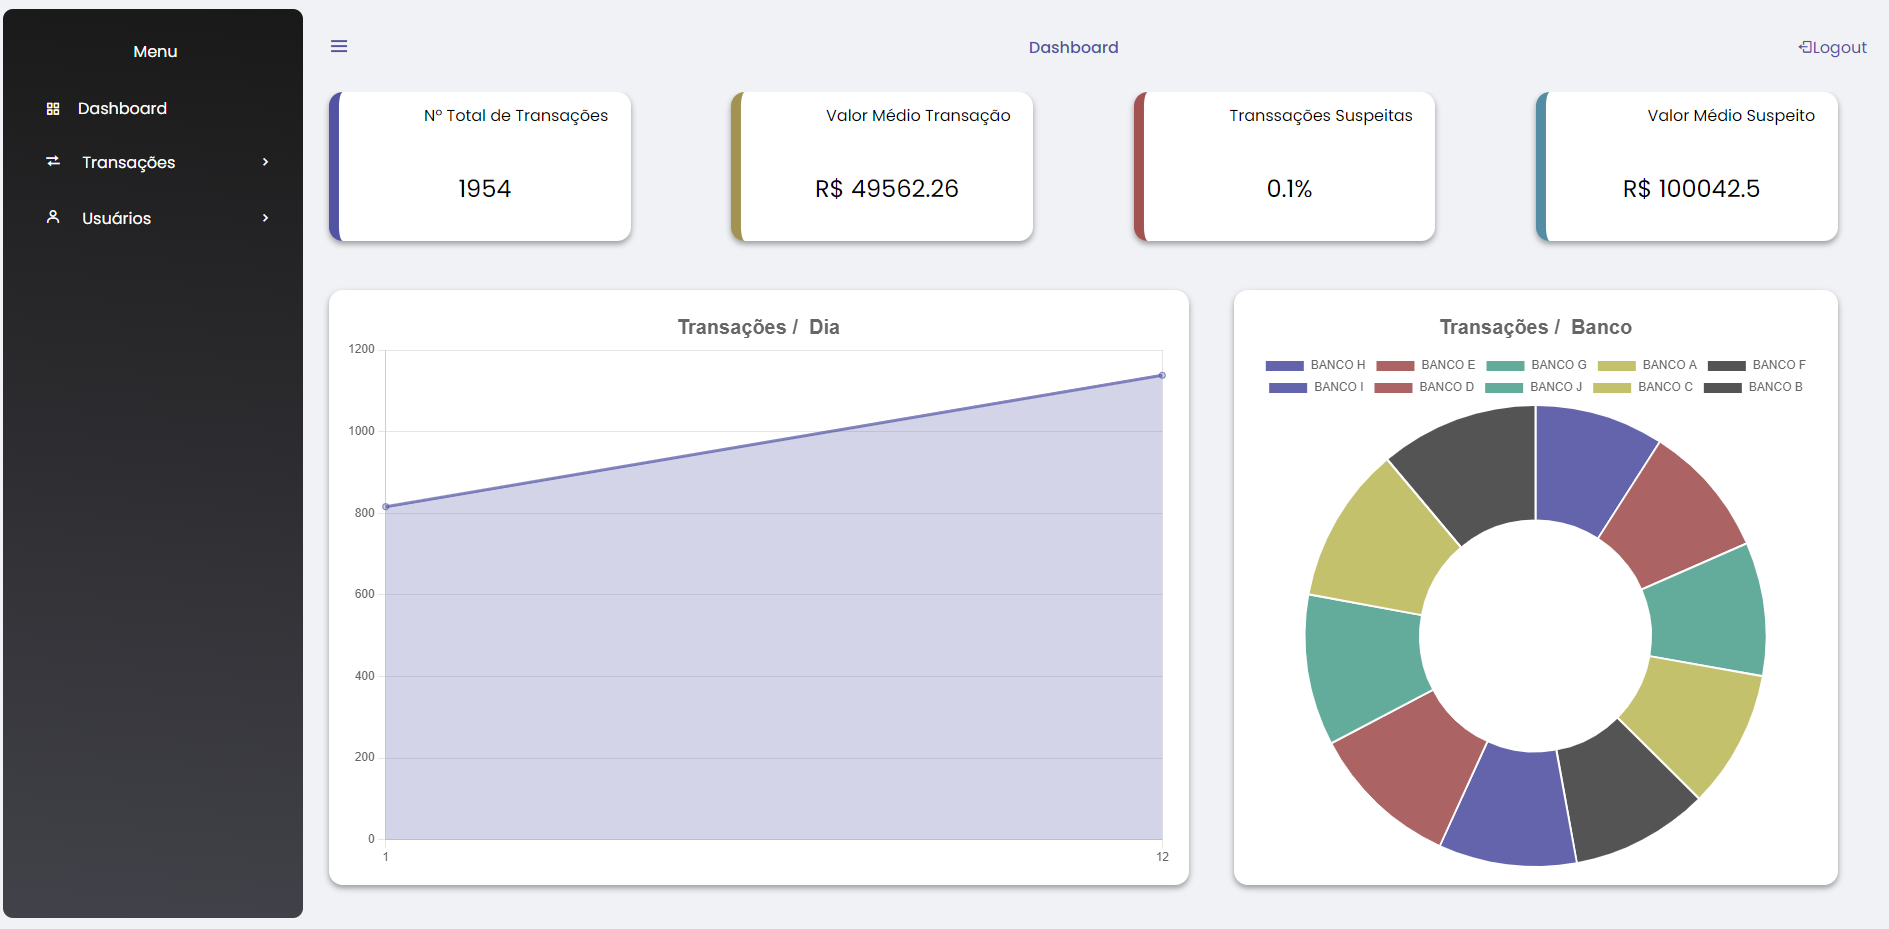 Menu
Dashboard
Transações
Usuários
Dashboard
Logout
Nº Total de Transações
1954
Valor Médio Transação
R$ 49562.26
Transsações Suspeitas
0.1%
Valor Médio Suspeito
R$ 100042.5
Transações / Dia
1200
1000
800
600
400
200
0
1 12
Transações / Banco
BANCO H BANCO E BANCO G BANCO A BANCO F
BANCO I BANCO D BANCO J BANCO C BANCO B